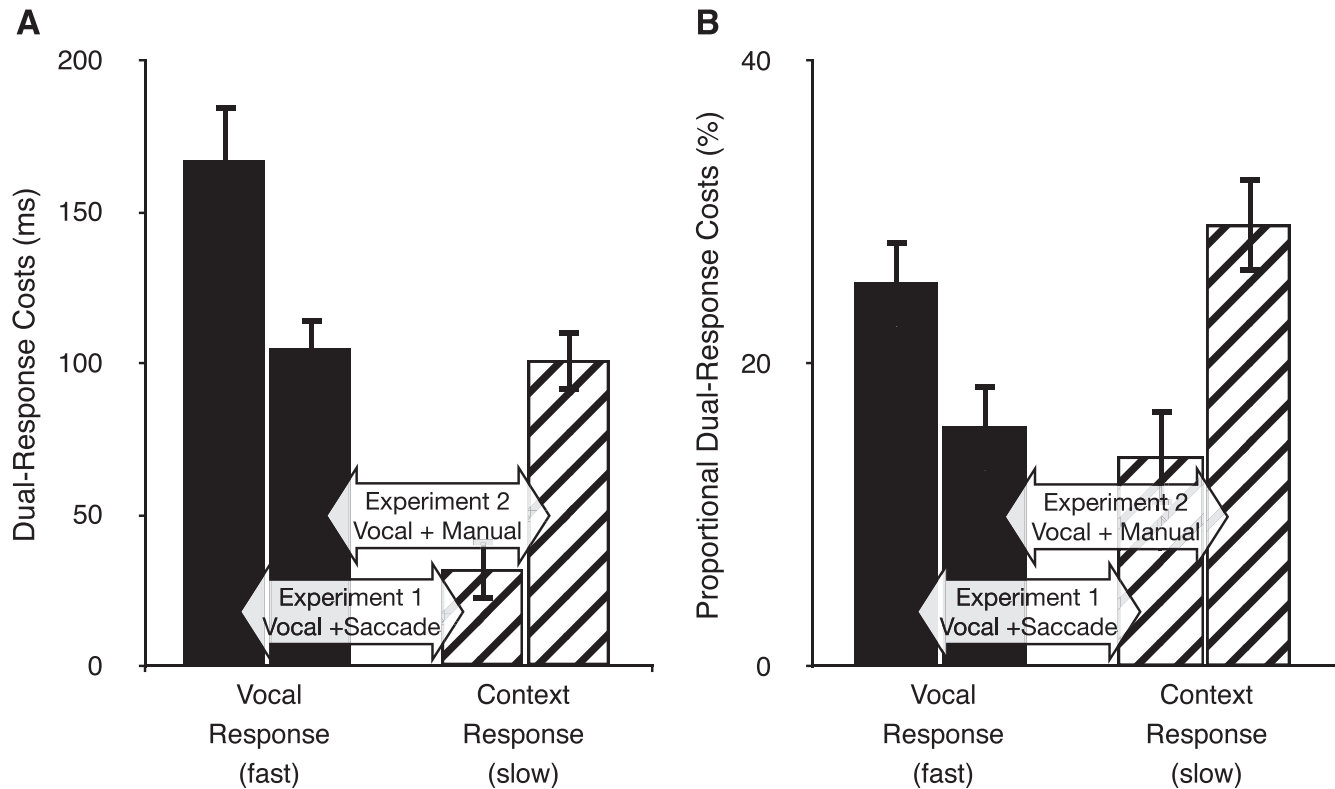 A
Dual-Response Costs (ms)
200
150
100
50
0
Experiment 2
Vocal + Manual
Experiment 1
Vocal +Saccade
Vocal
Response
(fast)
Context
Response
(slow)
B
Proportional Dual-Response Costs (%)
40
20
0
Experiment 2
Vocal + Manual
Experiment 1
Vocal +Saccade
Vocal
Response
(fast)
Context
Response
(slow)